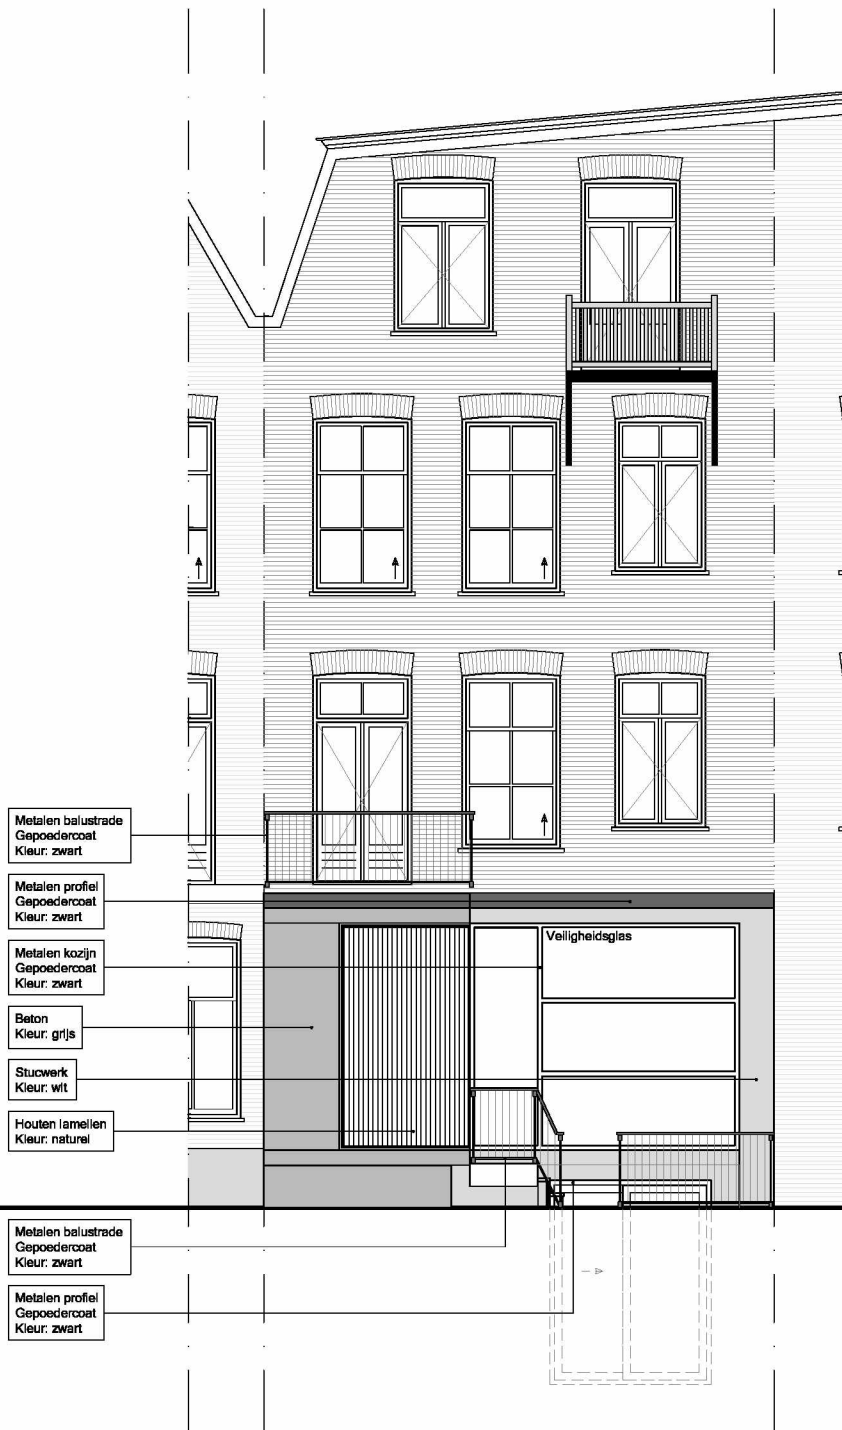 Metalen balustrade
Gepoedercoat
Kleur: zwart
Metalen profiel
Gepoedercoat
Kleur: zwart
Metalen kozijn
Gepoedercoat
Kleur: zwart
Veiligheidsglas
Beton
Kleur: grijs
Stucwerk
Kleur: wit
Houten lamellen
Kleur: naturel
Metalen balustrade
Gepoedercoat
Kleur: zwart
Metalen profiel
Gepoedercoat
Kleur: zwart